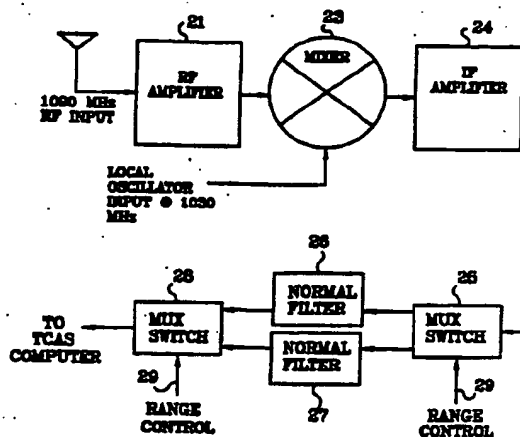 21
23
24
RF
AMPLIFIER
MIXER
IF
AMPLIFIER
1090 MHz
RF INPUT
LOCAL
OSCILLATOR
INPUT @ 1030
MHz
28
26
25
TO
TCAS
COMPUTER
MUX
SWITCH
NORMAL
FILTER
NORMAL
FILTER
MUX
SWITCH
29
27
29
RANGE
CONTROL
RANGE
CONTROL